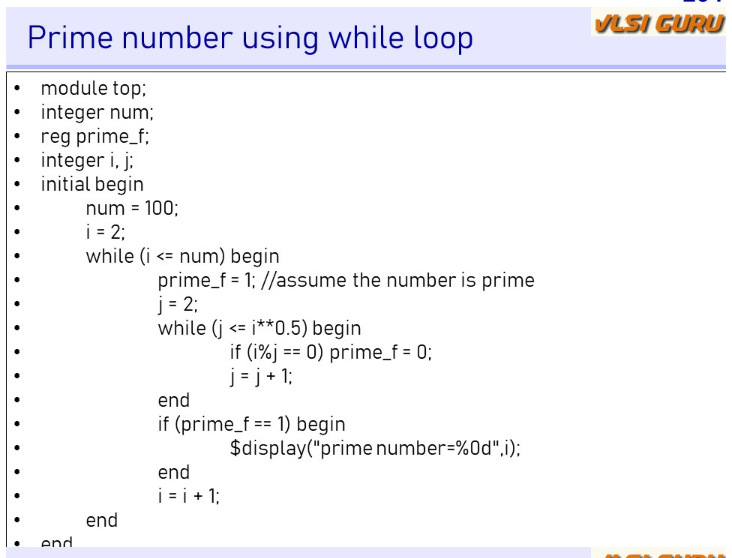 Prime number using while loop
VLSI GURU
• module top;
• integer num;
• reg prime_f;
• integer i, j;
• initial begin
• num = 100;
• i = 2;
• while (i <= num) begin
• prime_f = 1; //assume the number is prime
• j = 2;
• while (j <= i**0.5) begin
• if (i%j == 0) prime_f = 0;
• j = j + 1;
• end
• if (prime_f == 1) begin
• $display("prime number=%0d",i);
• end
• i = i + 1;
• end
• end